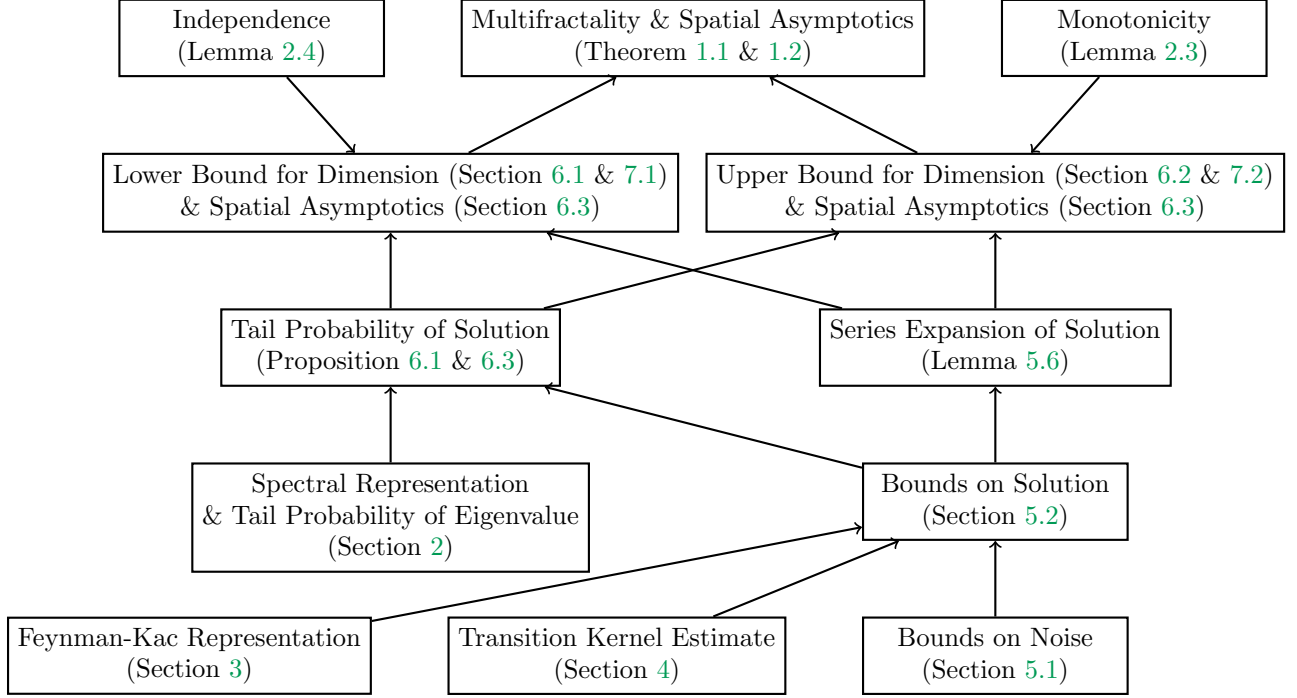 Independence
(Lemma 2.4)
Multifractality & Spatial Asymptotics
(Theorem 1.1 & 1.2)
Monotonicity
(Lemma 2.3)
Lower Bound for Dimension (Section 6.1 & 7.1)
& Spatial Asymptotics (Section 6.3)
Upper Bound for Dimension (Section 6.2 & 7.2)
& Spatial Asymptotics (Section 6.3)
Tail Probability of Solution
(Proposition 6.1 & 6.3)
Series Expansion of Solution
(Lemma 5.6)
Spectral Representation
& Tail Probability of Eigenvalue
(Section 2)
Bounds on Solution
(Section 5.2)
Feynman-Kac Representation
(Section 3)
Transition Kernel Estimate
(Section 4)
Bounds on Noise
(Section 5.1)